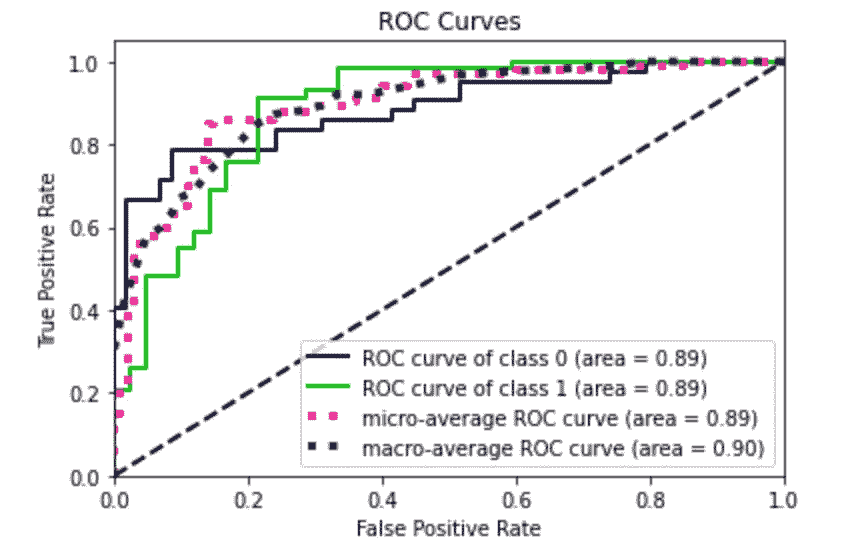 ROC Curves
True Positive Rate
1.0
0.8
0.6
0.4
0.2
0.0
ROC curve of class 0 (area = 0.89)
ROC curve of class 1 (area = 0.89)
micro-average ROC curve (area = 0.89)
macro-average ROC curve (area = 0.90)
0.0 0.2 0.4 0.6 0.8 1.0
False Positive Rate